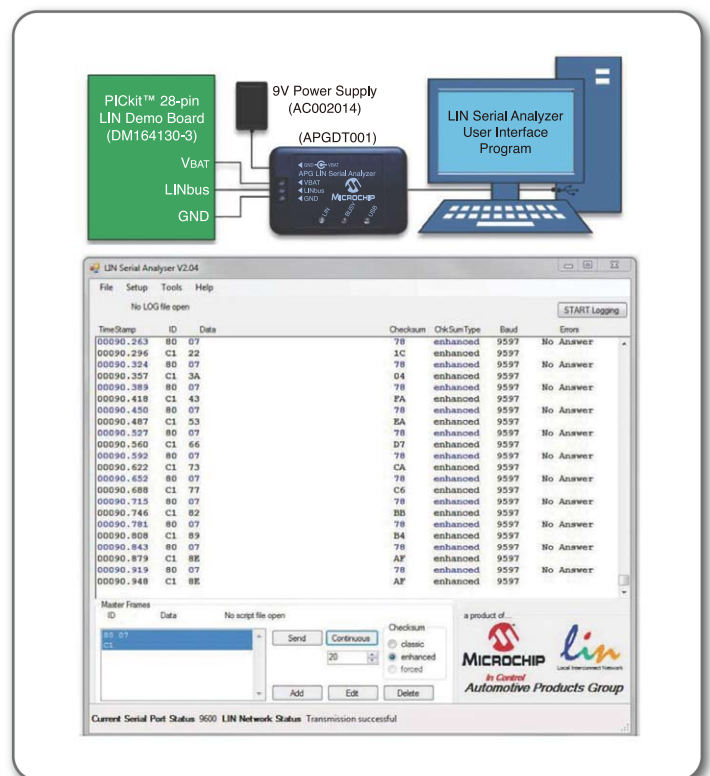 PICkit™ 28-pin
LIN Demo Board
(DM164130-3)
VBAT
LINbus
GND
9V Power Supply
(AC002014)
(APGDT001)
GND VBAT
APG LIN Serial Analyzer
VBAT
LINbus
GND
MICROCHIP
LIN BUSY USB
LIN Serial Analyzer
User Interface
Program
LIN Serial Analyser V2.04
File Setup Tools Help
No LOG file open
START Logging
TimeStamp ID Data Checksum ChkSumType Baud Errors
00090.263 80 07 78 enhanced 9597 No Answer
00090.296 C1 22 1C enhanced 9597
00090.324 80 07 78 enhanced 9597 No Answer
00090.357 C1 3A 04 enhanced 9597
00090.389 80 07 78 enhanced 9597 No Answer
00090.418 C1 43 FA enhanced 9597
00090.450 80 07 78 enhanced 9597 No Answer
00090.487 C1 53 EA enhanced 9597
00090.527 80 07 78 enhanced 9597 No Answer
00090.560 C1 66 D7 enhanced 9597
00090.592 80 07 78 enhanced 9597 No Answer
00090.622 C1 73 CA enhanced 9597
00090.652 80 07 78 enhanced 9597 No Answer
00090.688 C1 77 C6 enhanced 9597
00090.715 80 07 78 enhanced 9597 No Answer
00090.746 C1 82 BB enhanced 9597
00090.781 80 07 78 enhanced 9597 No Answer
00090.808 C1 89 B4 enhanced 9597
00090.843 80 07 78 enhanced 9597 No Answer
00090.879 C1 8E AF enhanced 9597
00090.919 80 07 78 enhanced 9597 No Answer
00090.948 C1 8E AF enhanced 9597
Master Frames
ID Data No script file open
80 07
C1
Send Continuous
20
Checksum
classic
enhanced
forced
Add Edit Delete
a product of...
MICROCHIP
lin
Local Interconnect Network
In Control
Automotive Products Group
Current Serial Port Status 9600 LIN Network Status Transmission successful